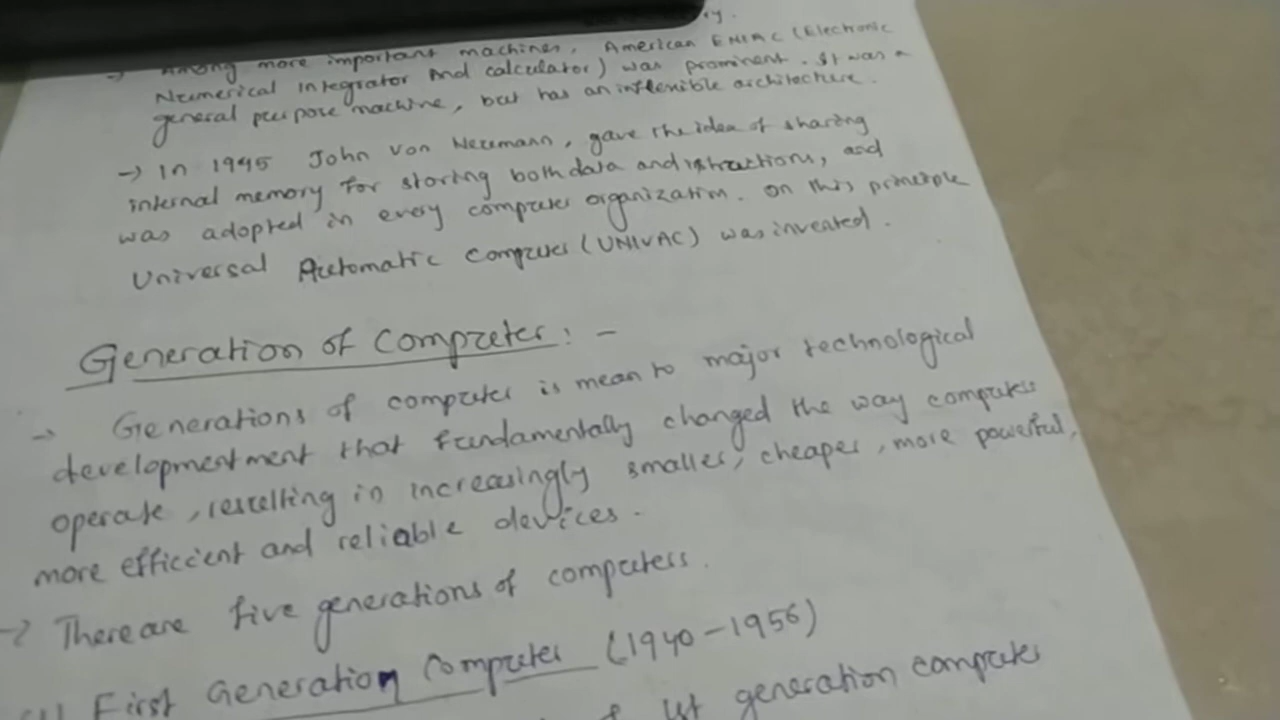 y.
→ Among more important machines, American ENIAC (Electronic
Numerical Integrator And calculator) was prominent. It was a
general purpose machine, but has an inflexible architecture.
→ In 1945 John Von Neumann, gave the idea of sharing
internal memory for storing both data and istructions, and
was adopted in every computer organization. On this principle
Universal Automatic Computer (UNIVAC) was invented.
Generation of Computer: -
→ Generations of computer is mean to major technological
developmentment that fundamentally changed the way computer
operate, resulting in increasingly smaller, cheaper, more powerful,
more efficient and reliable devices.
→ There are five generations of computers.
(1) First Generation Computer (1940-1956)
1st generation computer